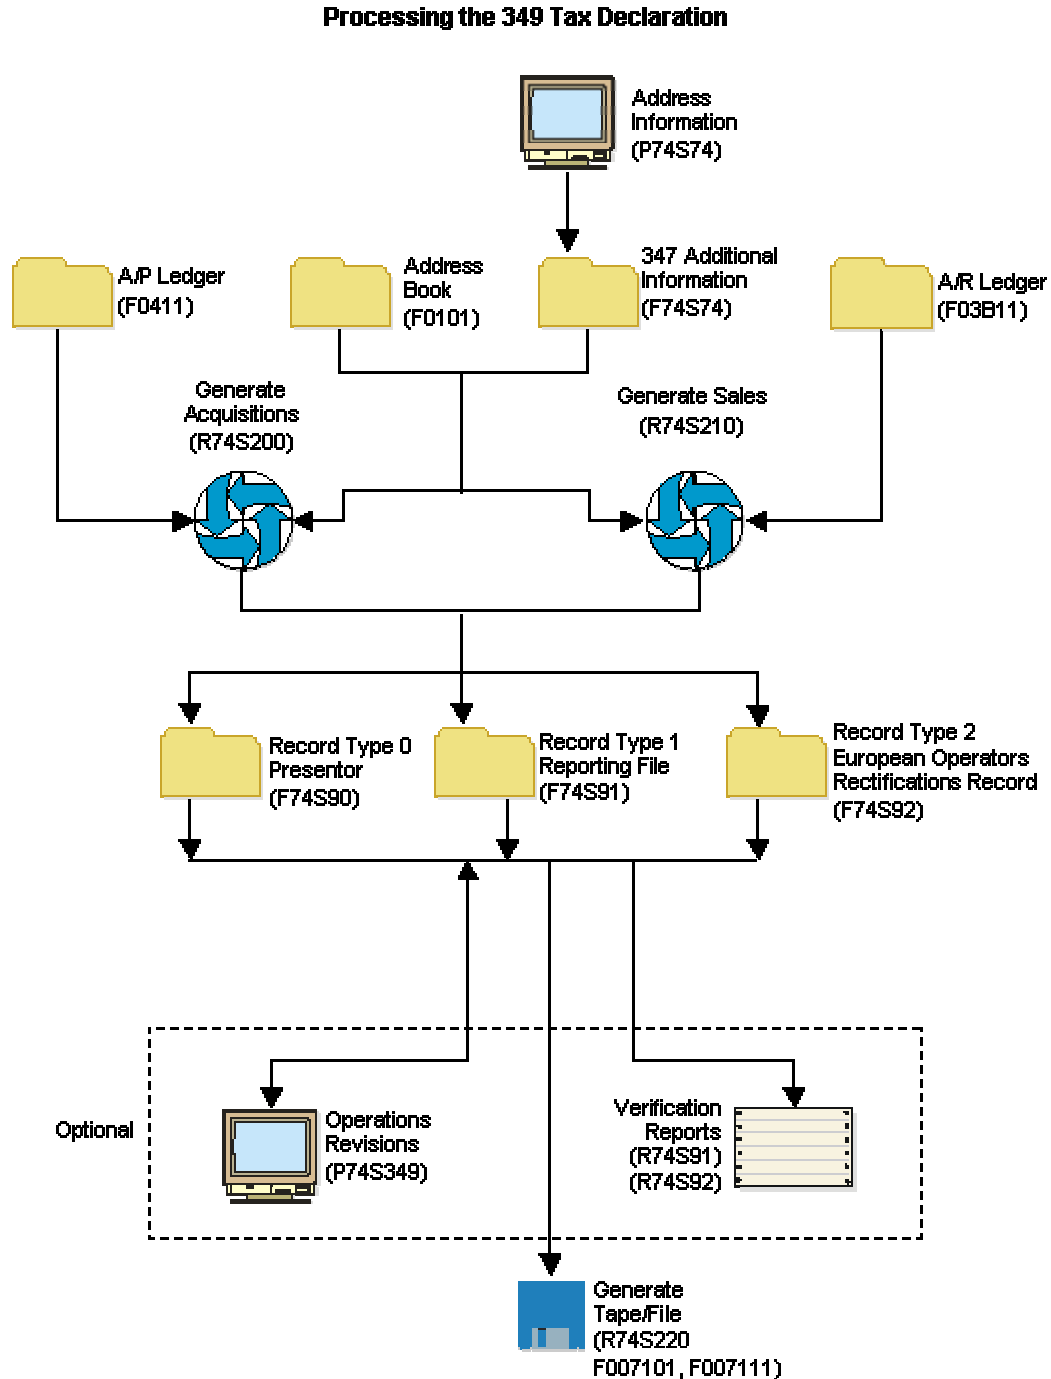 Processing the 349 Tax Declaration
Address
Information
(P74S74)
A/P Ledger
(F0411)
Address
Book
(F0101)
347 Additional
Information
(F74S74)
A/R Ledger
(F03B11)
Generate
Acquisitions
(R74S200)
Generate Sales
(R74S210)
Record Type 0
Presentor
(F74S90)
Record Type 1
Reporting File
(F74S91)
Record Type 2
European Operators
Rectifications Record
(F74S92)
Optional
Operations
Revisions
(P74S349)
Verification
Reports
(R74S91)
(R74S92)
Generate
Tape/File
(R74S220
F007101, F007111)